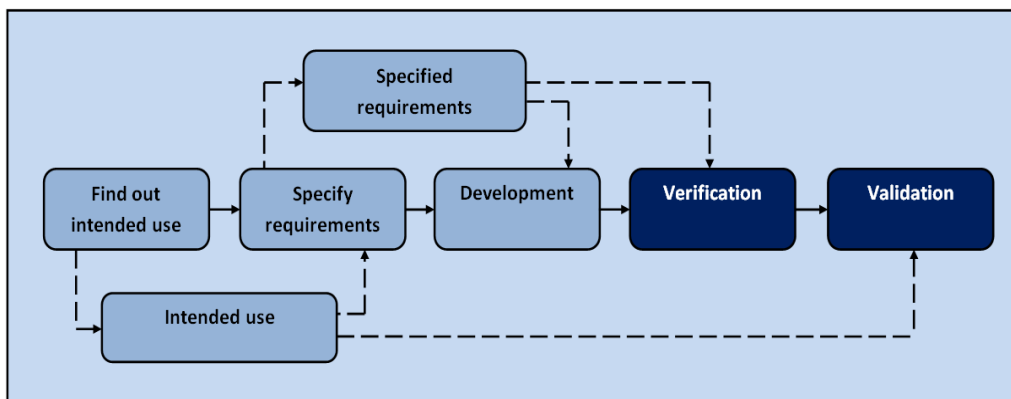 Specified
requirements
Find out
intended use
Specify
requirements
Development
Verification
Validation
Intended use